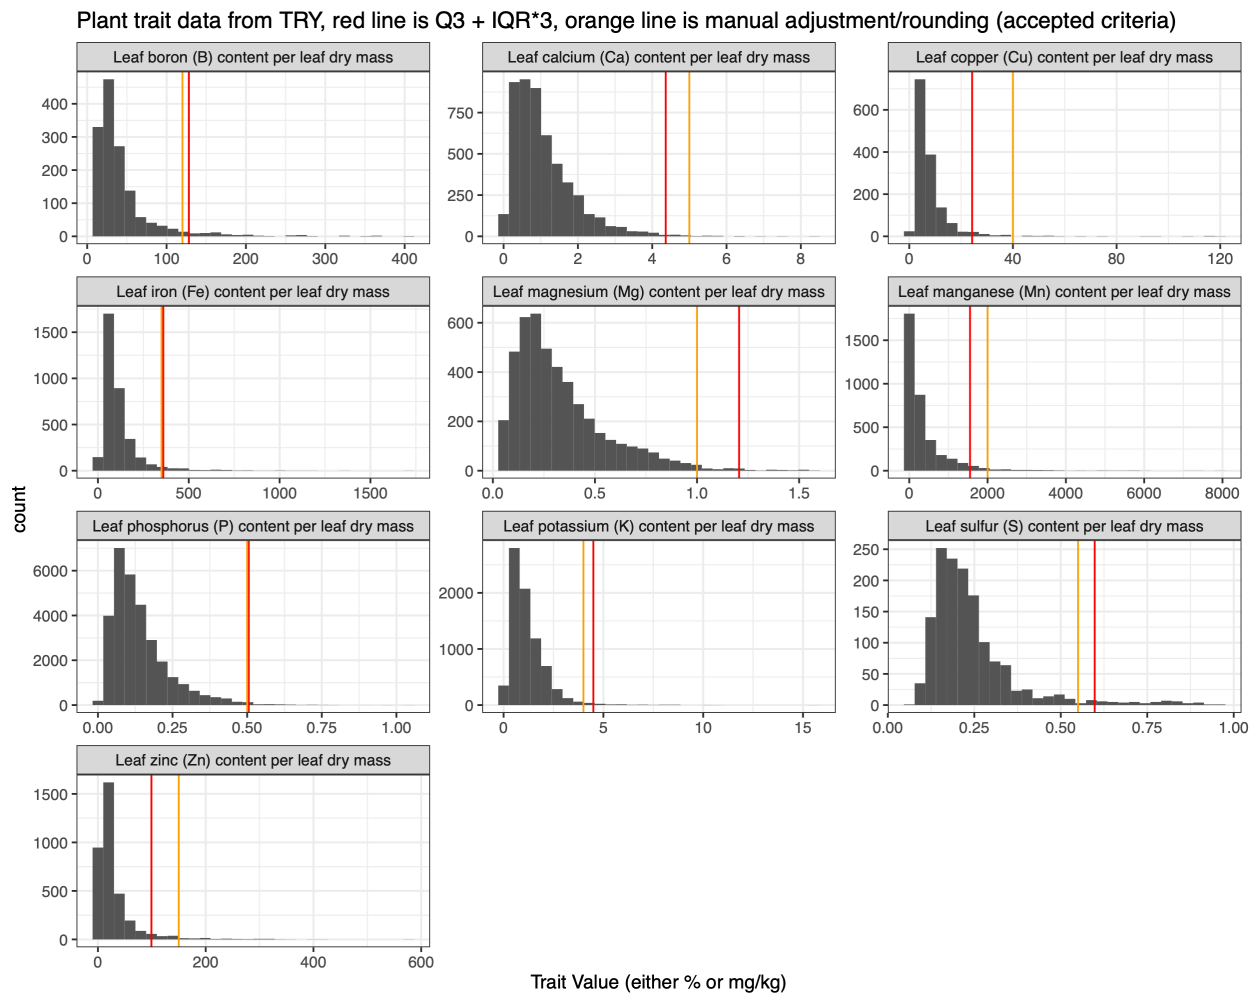 Plant trait data from TRY, red line is Q3 + IQR*3, orange line is manual adjustment/rounding (accepted criteria)
Leaf boron (B) content per leaf dry mass
400
300
200
100
0
0 100 200 300 400
Leaf calcium (Ca) content per leaf dry mass
750
500
250
0
0 2 4 6 8
Leaf copper (Cu) content per leaf dry mass
600
400
200
0
0 40 80 120
Leaf iron (Fe) content per leaf dry mass
1500
1000
500
0
0 500 1000 1500
Leaf magnesium (Mg) content per leaf dry mass
600
400
200
0
0.0 0.5 1.0 1.5
Leaf manganese (Mn) content per leaf dry mass
1500
1000
500
0
0 2000 4000 6000 8000
count
Leaf phosphorus (P) content per leaf dry mass
6000
4000
2000
0
0.00 0.25 0.50 0.75 1.00
Leaf potassium (K) content per leaf dry mass
2000
1000
0
0 5 10 15
Leaf sulfur (S) content per leaf dry mass
250
200
150
100
50
0
0.00 0.25 0.50 0.75 1.00
Leaf zinc (Zn) content per leaf dry mass
1500
1000
500
0
0 200 400 600
Trait Value (either % or mg/kg)